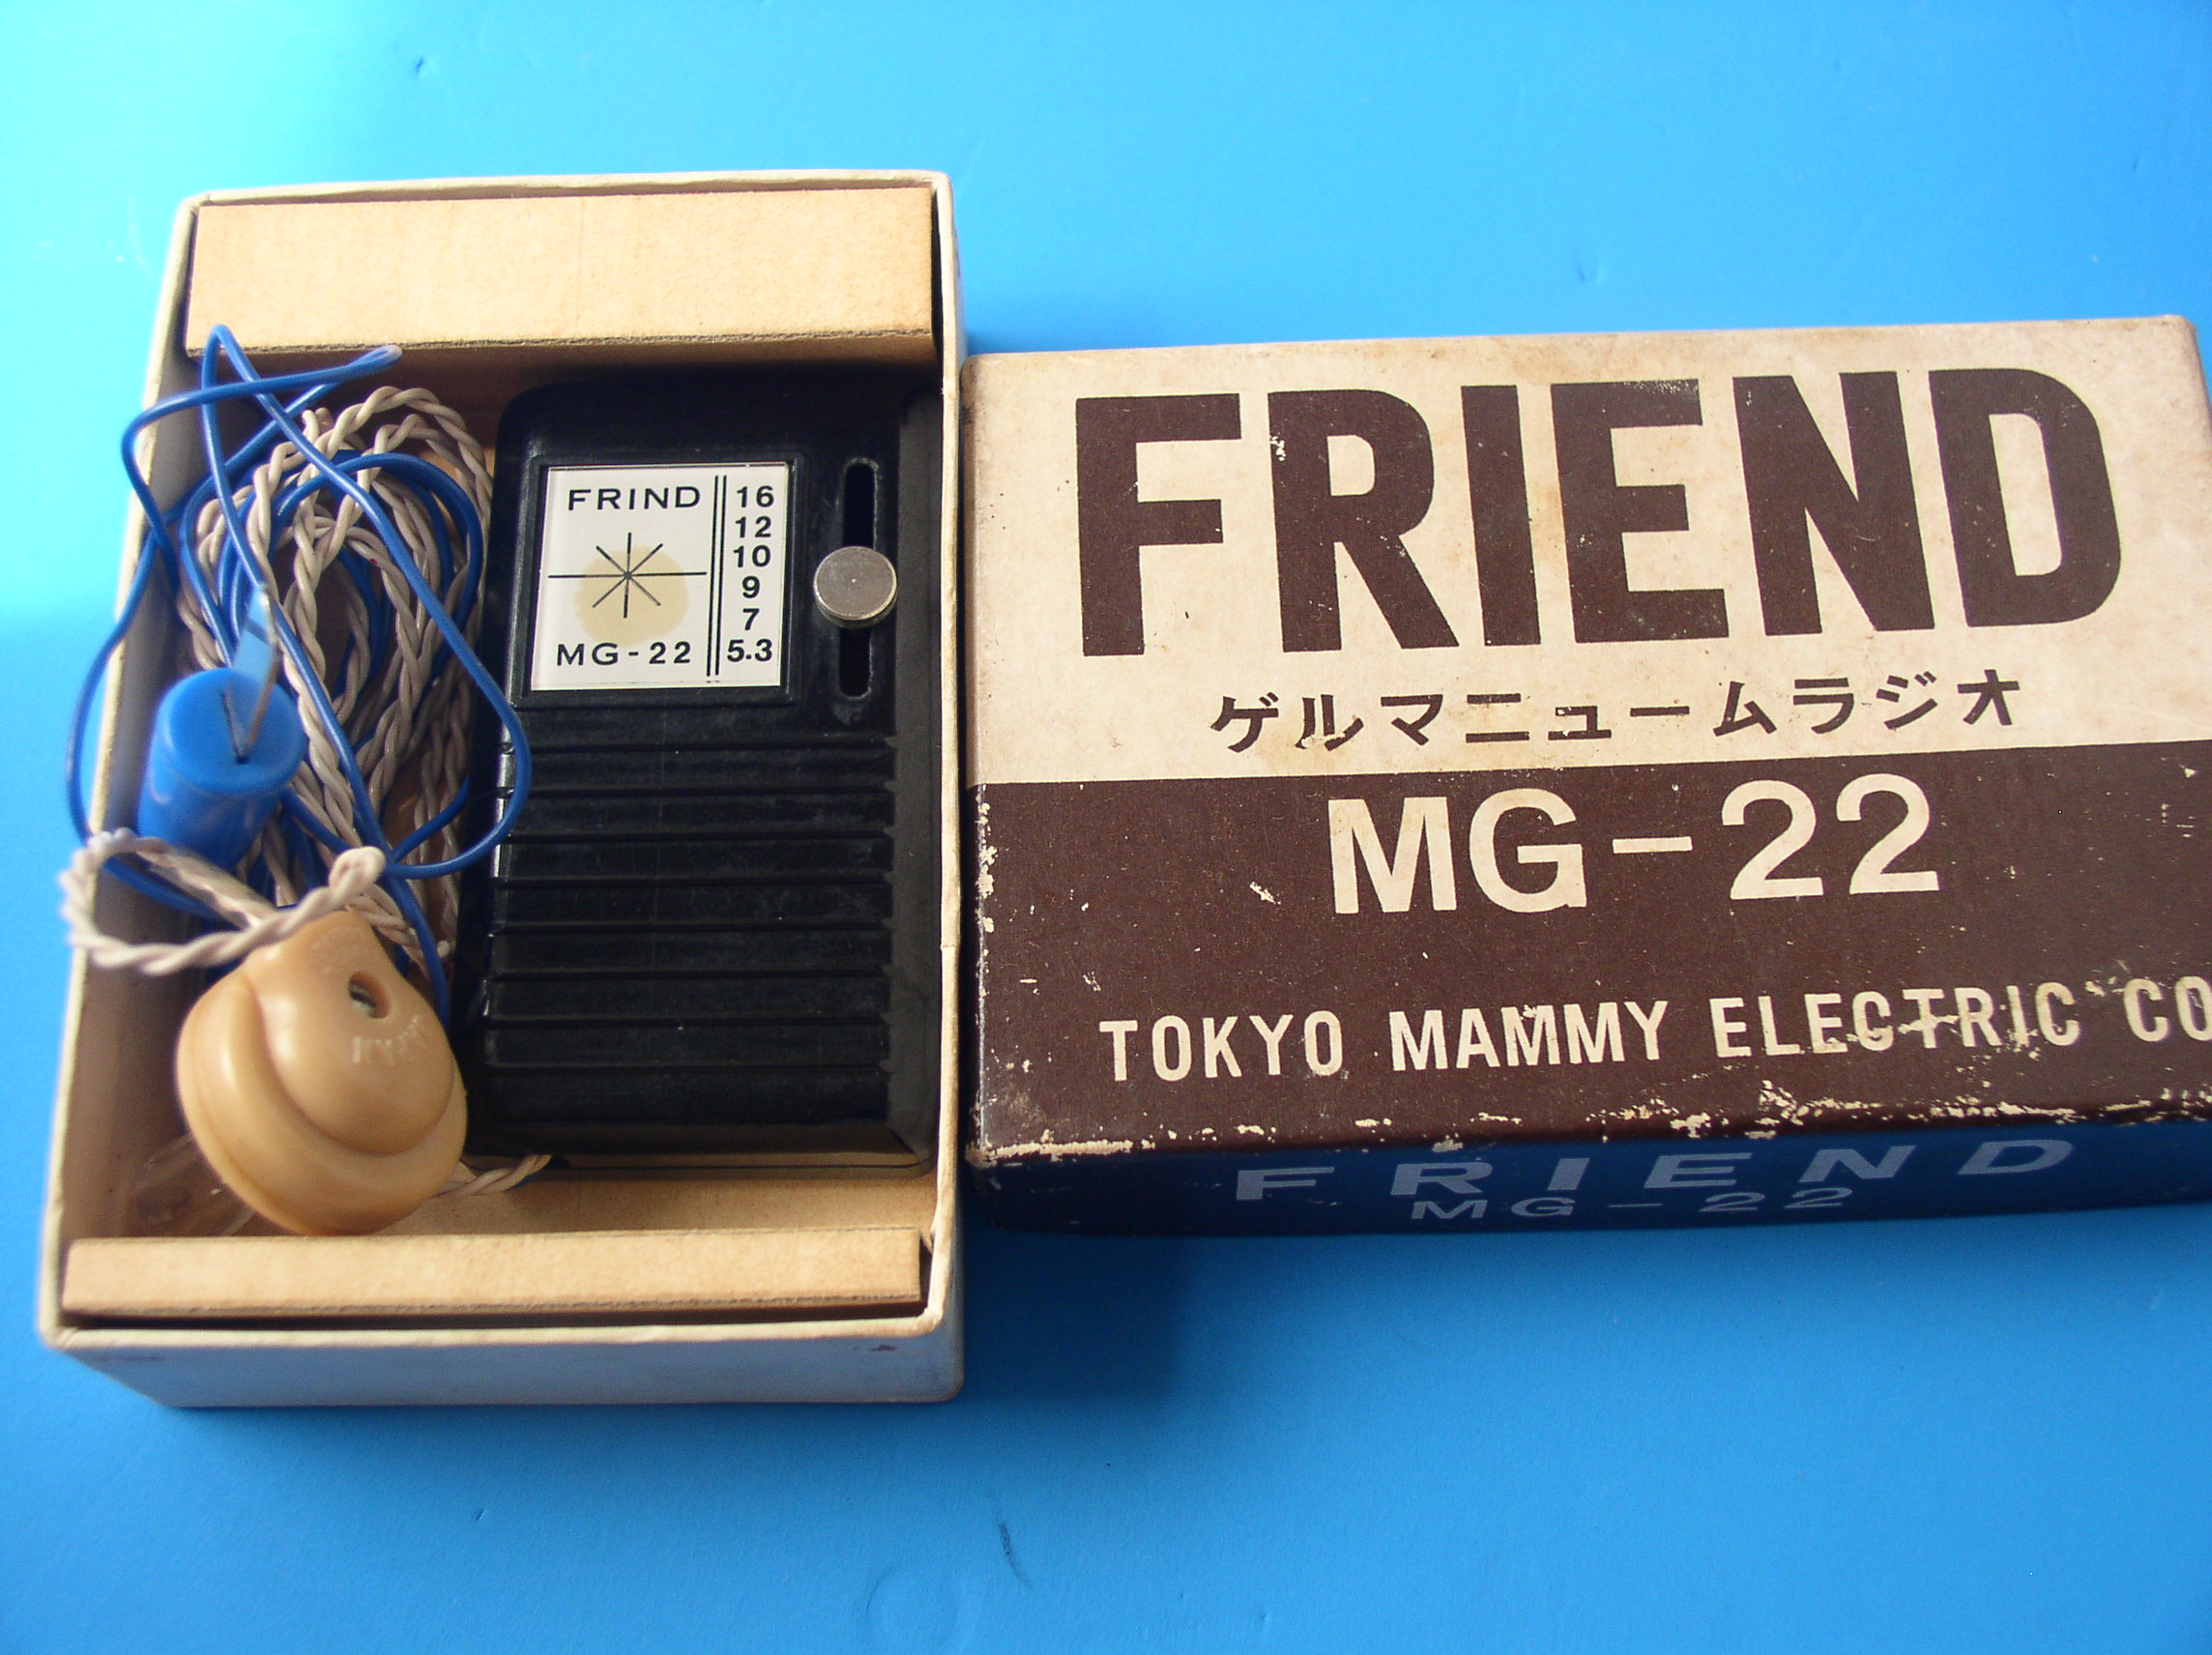 FRIND
MG-22
16
12
10
9
7
5.3
FRIEND
ゲルマニュームラジオ
MG-22
TOKYO MAMMY ELECTRIC CO
FRIEND
MG-22